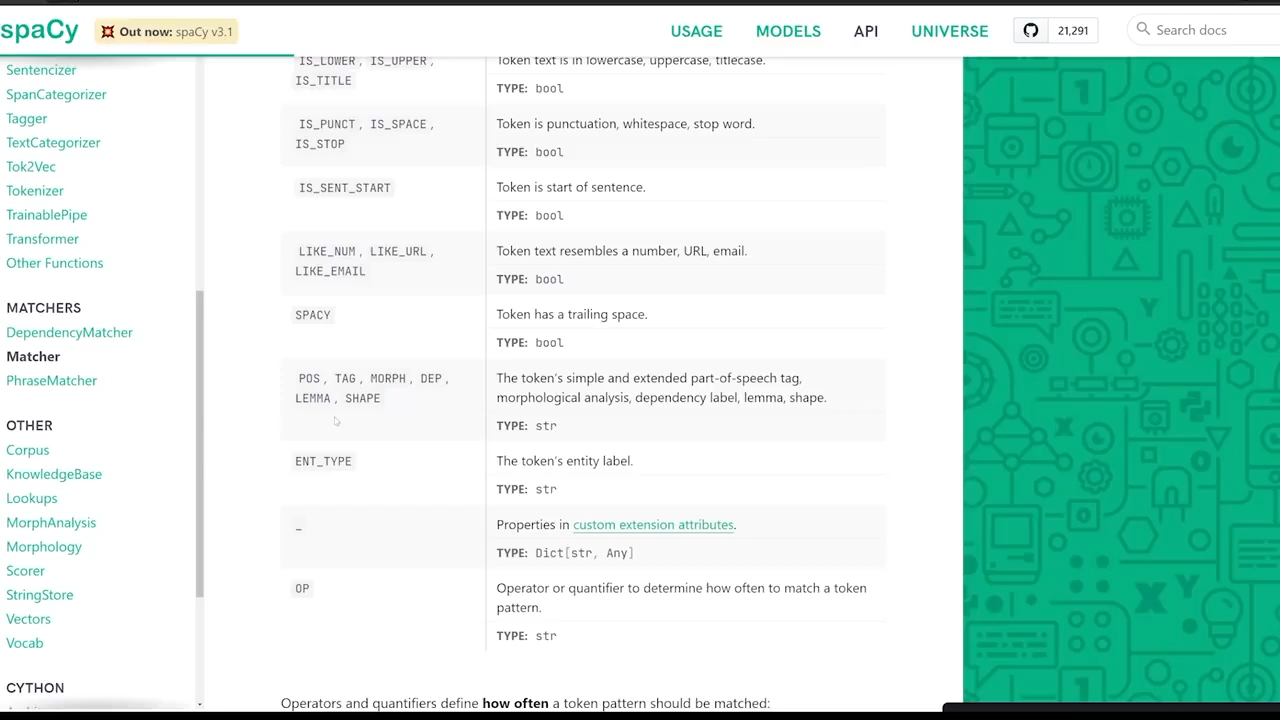 spaCy
Out now: spaCy v3.1
USAGE
MODELS
API
UNIVERSE
21,291
Search docs
Sentencizer
SpanCategorizer
Tagger
TextCategorizer
Tok2Vec
Tokenizer
TrainablePipe
Transformer
Other Functions
MATCHERS
DependencyMatcher
Matcher
PhraseMatcher
OTHER
Corpus
KnowledgeBase
Lookups
MorphAnalysis
Morphology
Scorer
StringStore
Vectors
Vocab
CYTHON
IS_LOWER, IS_UPPER,
IS_TITLE
Token text is in lowercase, uppercase, titlecase.
TYPE: bool
IS_PUNCT, IS_SPACE,
IS_STOP
Token is punctuation, whitespace, stop word.
TYPE: bool
IS_SENT_START
Token is start of sentence.
TYPE: bool
LIKE_NUM, LIKE_URL,
LIKE_EMAIL
Token text resembles a number, URL, email.
TYPE: bool
SPACY
Token has a trailing space.
TYPE: bool
POS, TAG, MORPH, DEP,
LEMMA, SHAPE
The token's simple and extended part-of-speech tag,
morphological analysis, dependency label, lemma, shape.
TYPE: str
ENT_TYPE
The token's entity label.
TYPE: str
_
Properties in custom extension attributes.
TYPE: Dict[str, Any]
OP
Operator or quantifier to determine how often to match a token
pattern.
TYPE: str
Operators and quantifiers define how often a token pattern should be matched: